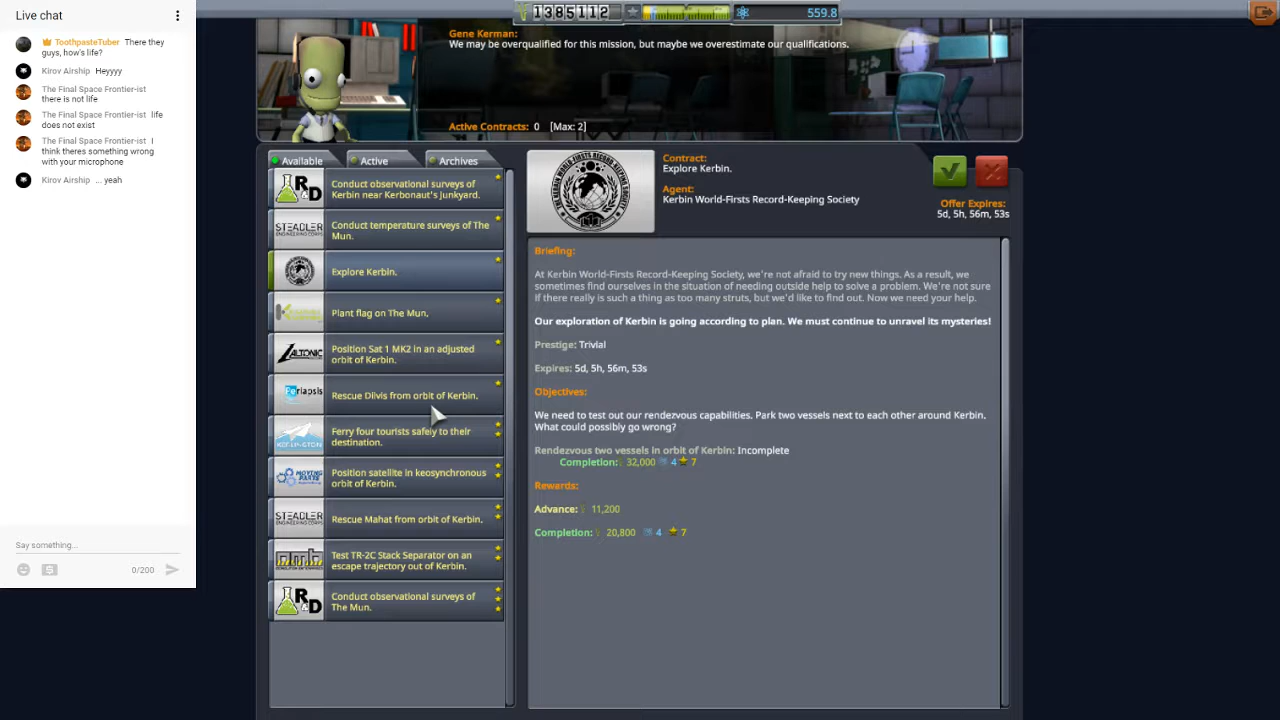 Live chat
ToothpasteTuber There they
guys, how's life?
Kirov Airship Heyyyy
The Final Space Frontier-ist
there is not life
The Final Space Frontier-ist life
does not exist
The Final Space Frontier-ist I
think theres something wrong
with your microphone
Kirov Airship ... yeah
Say something...
0/200
1385112
559.8
Gene Kerman:
We may be overqualified for this mission, but maybe we overestimate our qualifications.
Active Contracts: 0 [Max: 2]
Available Active Archives
R&D
Conduct observational surveys of
Kerbin near Kerbonaut's Junkyard.
STEADLER
ENGINEERING CORPS
Conduct temperature surveys of The
Mun.
Explore Kerbin.
Plant flag on The Mun.
ALTONIC
Position Sat 1 MK2 in an adjusted
orbit of Kerbin.
Periapsis
Rescue Dilvis from orbit of Kerbin.
Ferry four tourists safely to their
destination.
MOVING
PARTS
Position satellite in keosynchronous
orbit of Kerbin.
STEADLER
ENGINEERING CORPS
Rescue Mahat from orbit of Kerbin.
Test TR-2C Stack Separator on an
escape trajectory out of Kerbin.
R&D
Conduct observational surveys of
The Mun.
Contract:
Explore Kerbin.
Agent:
Kerbin World-Firsts Record-Keeping Society
Offer Expires:
5d, 5h, 56m, 53s
Briefing:
At Kerbin World-Firsts Record-Keeping Society, we're not afraid to try new things. As a result, we
sometimes find ourselves in the situation of needing outside help to solve a problem. We're not sure
if there really is such a thing as too many struts, but we'd like to find out. Now we need your help.
Our exploration of Kerbin is going according to plan. We must continue to unravel its mysteries!
Prestige: Trivial
Expires: 5d, 5h, 56m, 53s
Objectives:
We need to test out our rendezvous capabilities. Park two vessels next to each other around Kerbin.
What could possibly go wrong?
Rendezvous two vessels in orbit of Kerbin: Incomplete
Completion: 32,000 4 7
Rewards:
Advance: 11,200
Completion: 20,800 4 7